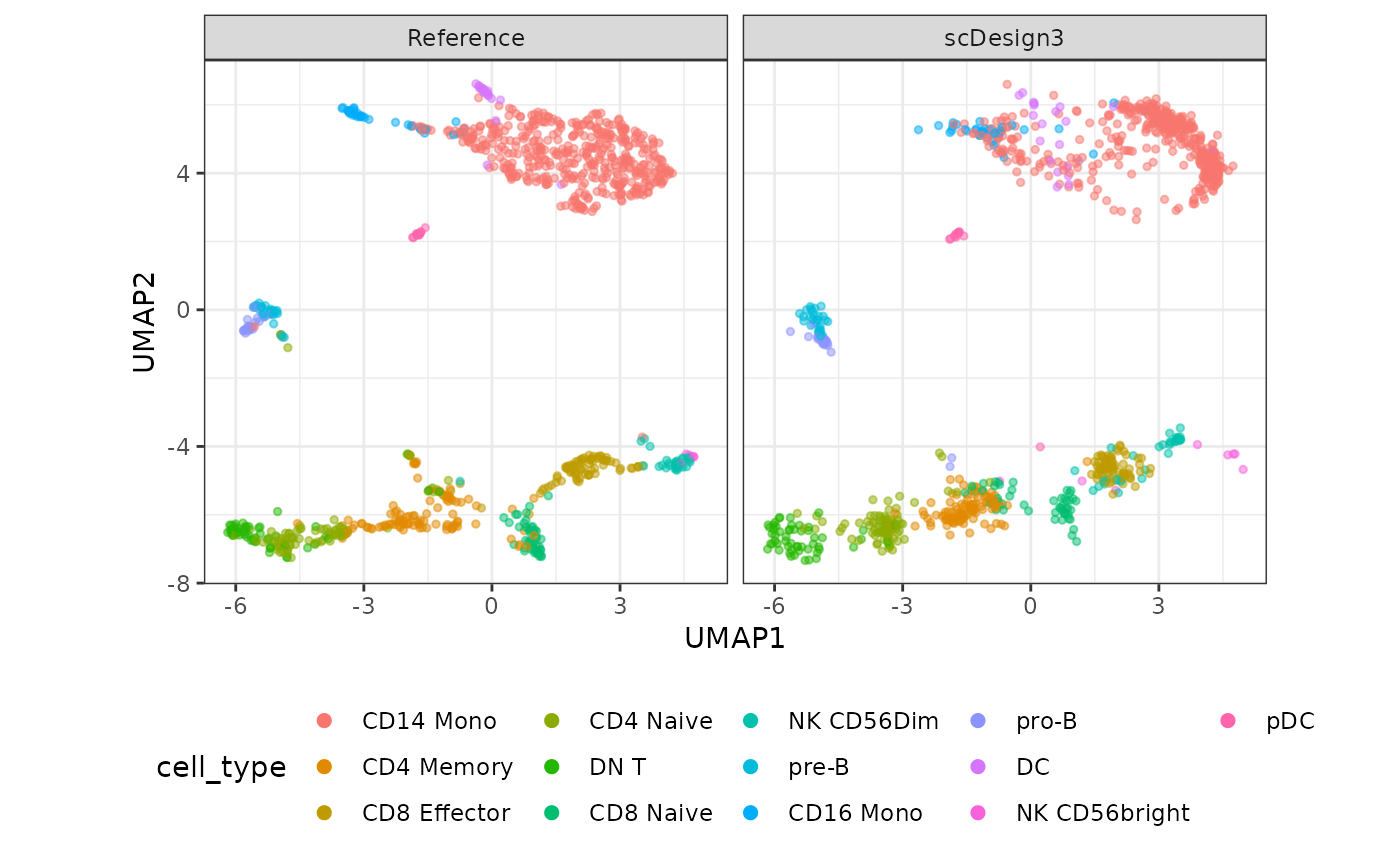 Reference scDesign3
4
0
-4
-8
UMAP2
-6 -3 0 3 -6 -3 0 3
UMAP1
CD14 Mono CD4 Naive NK CD56Dim pro-B pDC
cell_type CD4 Memory DN T pre-B DC
CD8 Effector CD8 Naive CD16 Mono NK CD56bright